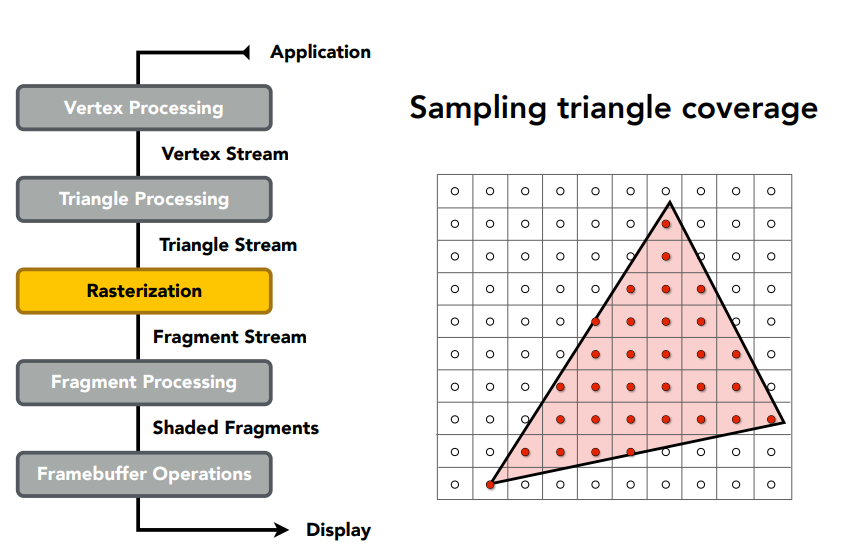 Application
Vertex Processing
Vertex Stream
Triangle Processing
Triangle Stream
Rasterization
Fragment Stream
Fragment Processing
Shaded Fragments
Framebuffer Operations
Display
Sampling triangle coverage